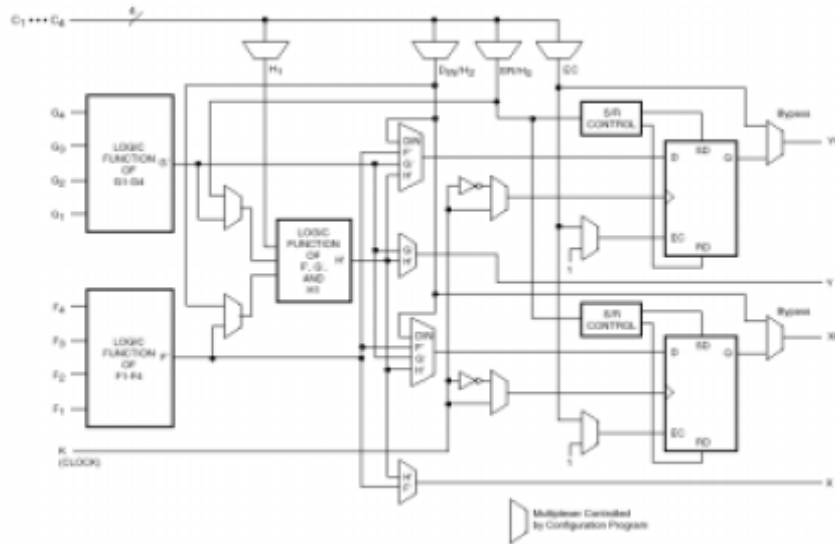 C1 ••• C4
4
H1
DIN/H2
SR/H0
EC
G4
G3
G2
G1
LOGIC
FUNCTION
OF
G1-G4
G'
S/R
CONTROL
Bypass
DIN
F'
G'
H'
D
SD
Q
EC
RD
1
LOGIC
FUNCTION
OF
F', G',
AND
H1
H'
G'
H'
Y
F4
F3
F2
F1
LOGIC
FUNCTION
OF
F1-F4
F'
S/R
CONTROL
Bypass
DIN
F'
G'
H'
D
SD
Q
EC
RD
1
K
(CLOCK)
H'
F'
X
Multiplexer Controlled
by Configuration Program